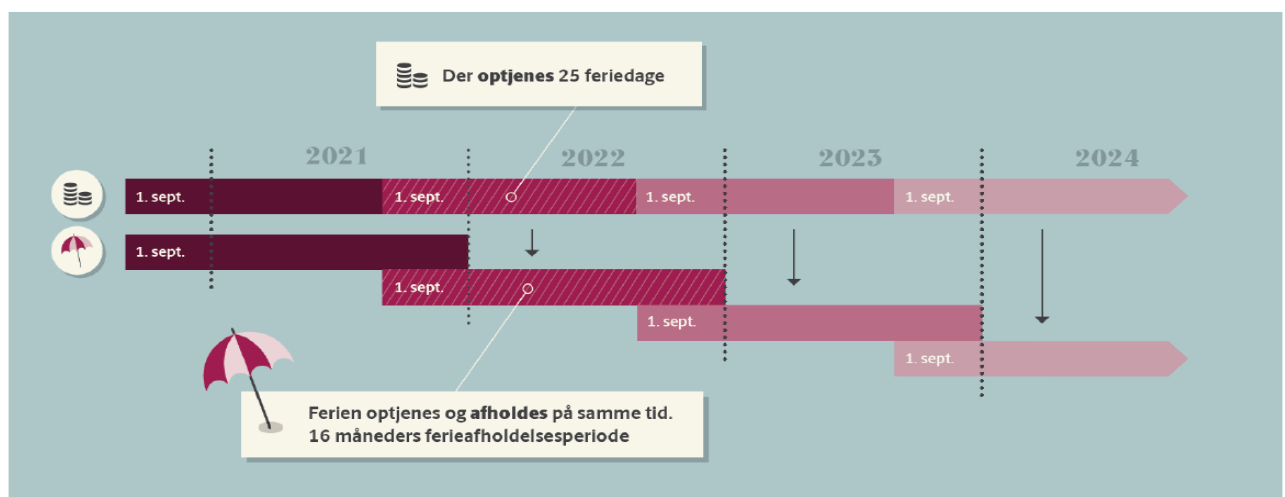 Der optjenes 25 feriedage
2021
2022
2023
2024
1. sept.
1. sept.
1. sept.
1. sept.
1. sept.
1. sept.
1. sept.
1. sept.
Ferien optjenes og afholdes på samme tid.
16 måneders ferieafholdelsesperiode